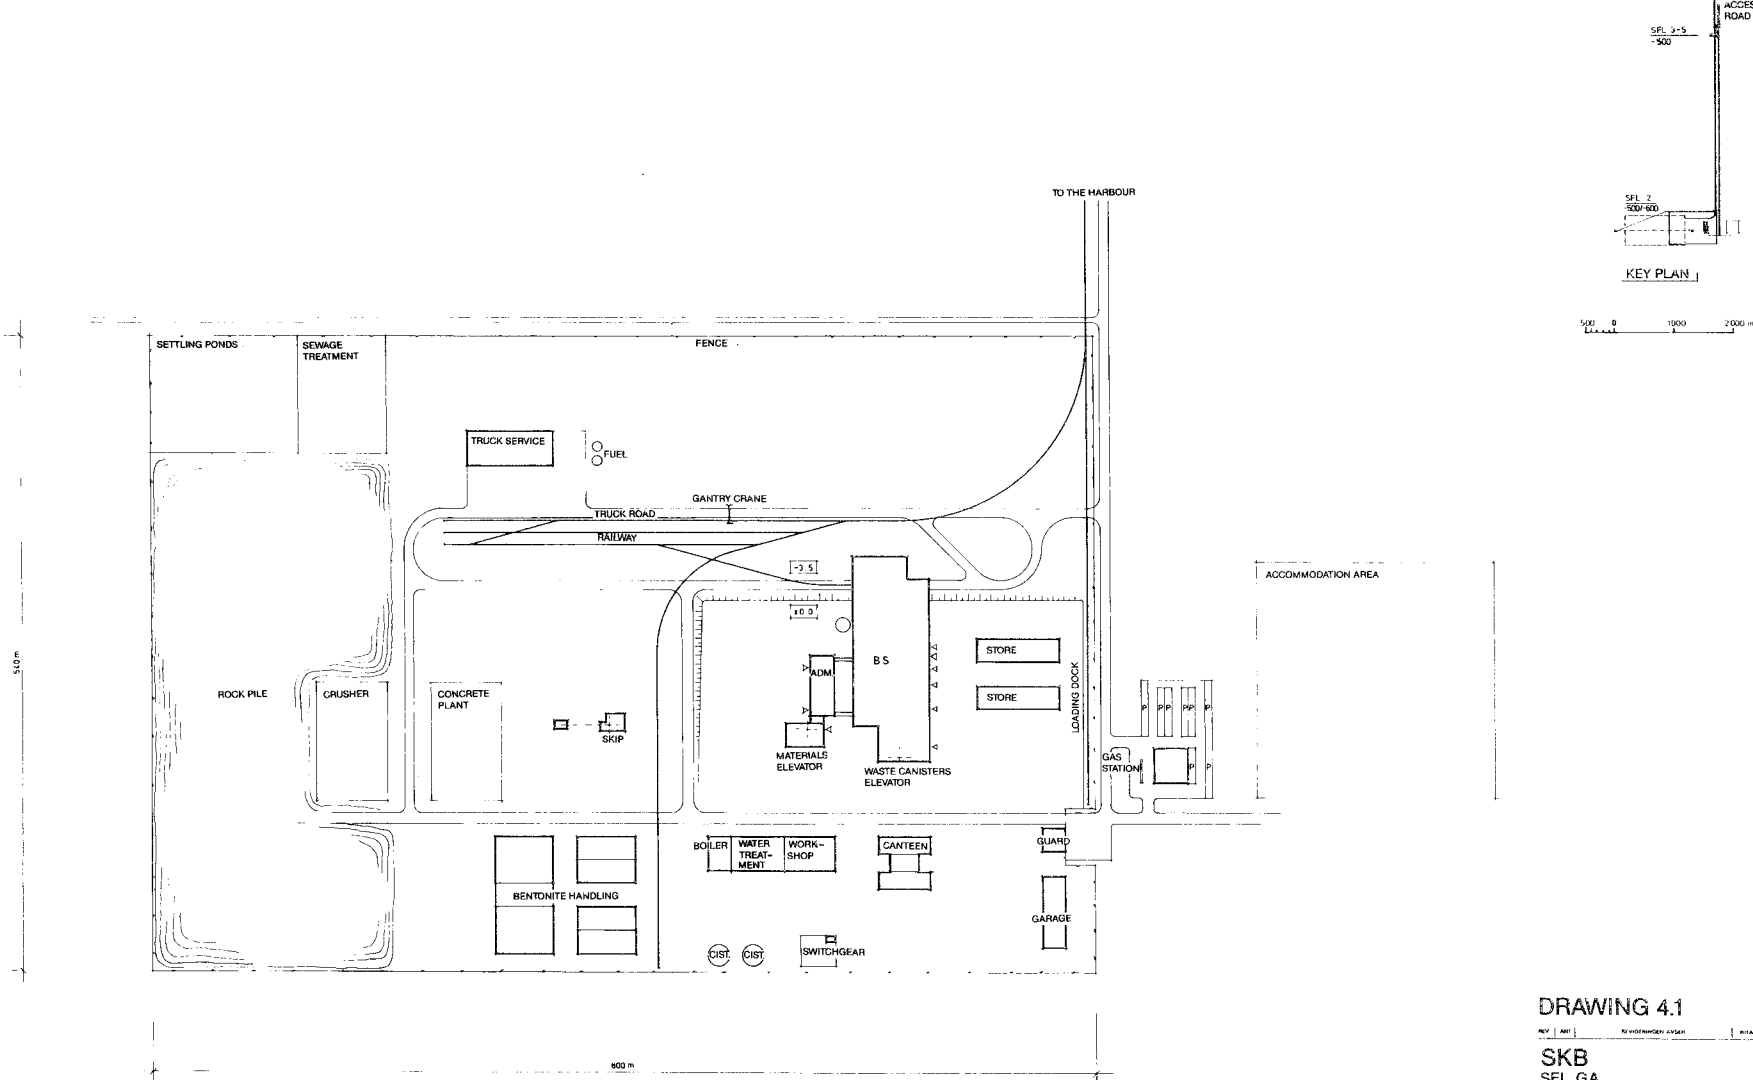 ACCES
ROAD
SFL 3-5
-500
TO THE HARBOUR
SFL 2
-500/-600
KEY PLAN
500 0 1000 2000 m
SETTLING PONDS
SEWAGE
TREATMENT
FENCE
TRUCK SERVICE
FUEL
GANTRY CRANE
TRUCK ROAD
RAILWAY
-3.5
ACCOMMODATION AREA
±0.0
540 m
STORE
BS
ADM
ROCK PILE
CRUSHER
CONCRETE
PLANT
STORE
LOADING DOCK
P
P P
P P
P
SKIP
MATERIALS
ELEVATOR
WASTE CANISTERS
ELEVATOR
GAS
STATION
P
P
BOILER
WATER
TREAT-
MENT
WORK-
SHOP
CANTEEN
GUARD
BENTONITE HANDLING
GARAGE
CIST.
CIST.
SWITCHGEAR
DRAWING 4.1
REV
ANT
SKB
SFL GA